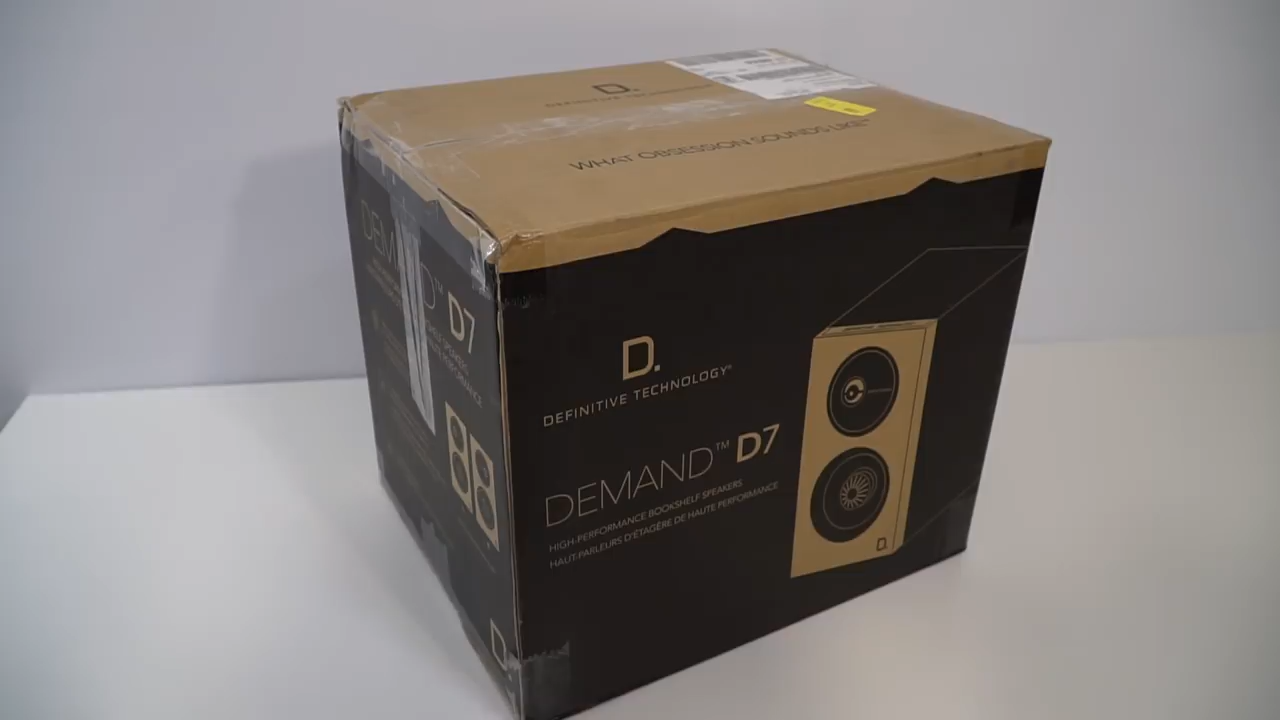 D.
DEFINITIVE TECHNOLOGY
WHAT OBSESSION SOUNDS LIKE™
DEMAND™ D7
D.
DEFINITIVE TECHNOLOGY®
DEMAND™ D7
HIGH-PERFORMANCE BOOKSHELF SPEAKERS
HAUT-PARLEURS D'ÉTAGÈRE DE HAUTE PERFORMANCE
D.
D.